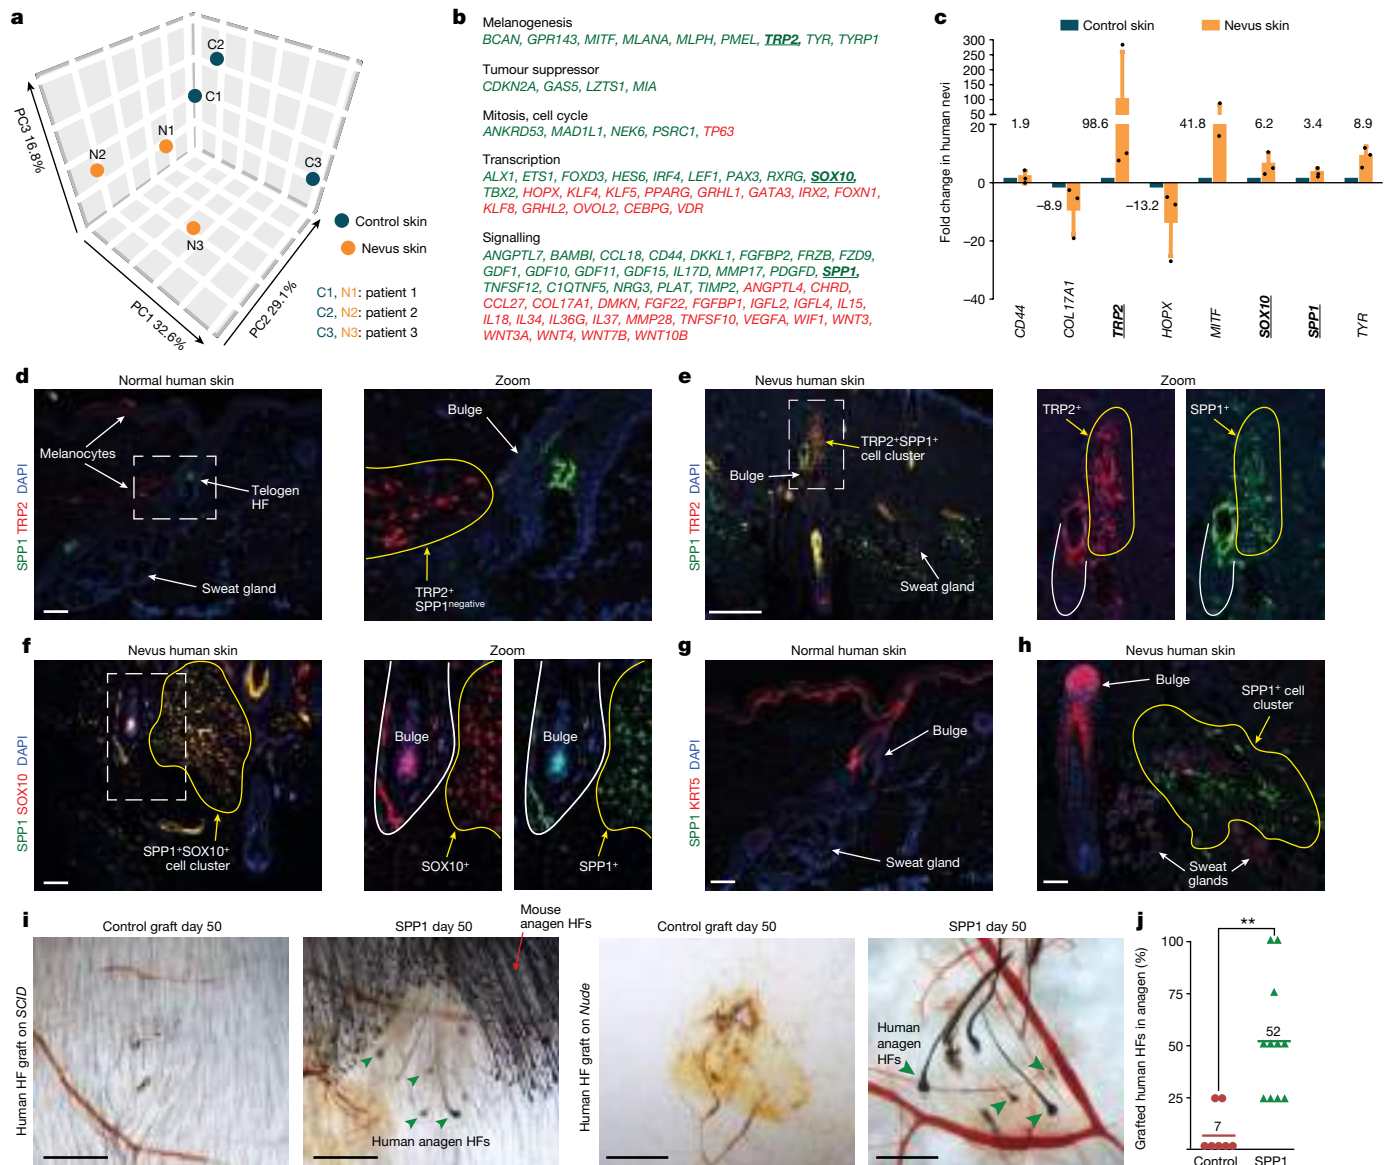 a
C2
C1
N1
N2
C3
N3
PC3 16.8%
PC1 32.6%
PC2 29.1%
Control skin
Nevus skin
C1, N1: patient 1
C2, N2: patient 2
C3, N3: patient 3
b
Melanogenesis
BCAN, GPR143, MITF, MLANA, MLPH, PMEL, TRP2, TYR, TYRP1
Tumour suppressor
CDKN2A, GAS5, LZTS1, MIA
Mitosis, cell cycle
ANKRD53, MAD1L1, NEK6, PSRC1, TP63
Transcription
ALX1, ETS1, FOXD3, HES6, IRF4, LEF1, PAX3, RXRG, SOX10,
TBX2, HOPX, KLF4, KLF5, PPARG, GRHL1, GATA3, IRX2, FOXN1,
KLF8, GRHL2, OVOL2, CEBPG, VDR
Signalling
ANGPTL7, BAMBI, CCL18, CD44, DKKL1, FGFBP2, FRZB, FZD9,
GDF1, GDF10, GDF11, GDF15, IL17D, MMP17, PDGFD, SPP1,
TNFSF12, C1QTNF5, NRG3, PLAT, TIMP2, ANGPTL4, CHRD,
CCL27, COL17A1, DMKN, FGF22, FGFBP1, IGFL2, IGFL4, IL15,
IL18, IL34, IL36G, IL37, MMP28, TNFSF10, VEGFA, WIF1, WNT3,
WNT3A, WNT4, WNT7B, WNT10B
c
Control skin
Nevus skin
Fold change in human nevi
300
250
200
150
100
50
20
0
−20
−40
1.9
98.6
41.8
6.2
3.4
8.9
−8.9
−13.2
CD44
COL17A1
TRP2
HOPX
MITF
SOX10
SPP1
TYR
d
Normal human skin
Zoom
SPP1 TRP2 DAPI
Melanocytes
Telogen
HF
Sweat gland
Bulge
TRP2+
SPP1negative
e
Nevus human skin
Zoom
SPP1 TRP2 DAPI
TRP2+SPP1+
cell cluster
Bulge
Sweat gland
TRP2+
SPP1+
f
Nevus human skin
Zoom
SPP1 SOX10 DAPI
SPP1+SOX10+
cell cluster
Bulge
SOX10+
Bulge
SPP1+
g
Normal human skin
SPP1 KRT5 DAPI
Bulge
Sweat gland
h
Nevus human skin
Bulge
SPP1+ cell
cluster
Sweat
glands
i
Control graft day 50
SPP1 day 50
Mouse
anagen HFs
Human HF graft on SCID
Human anagen HFs
Control graft day 50
SPP1 day 50
Human HF graft on Nude
Human
anagen
HFs
j
**
Grafted human HFs in anagen (%)
100
75
50
25
7
52
Control
SPP1